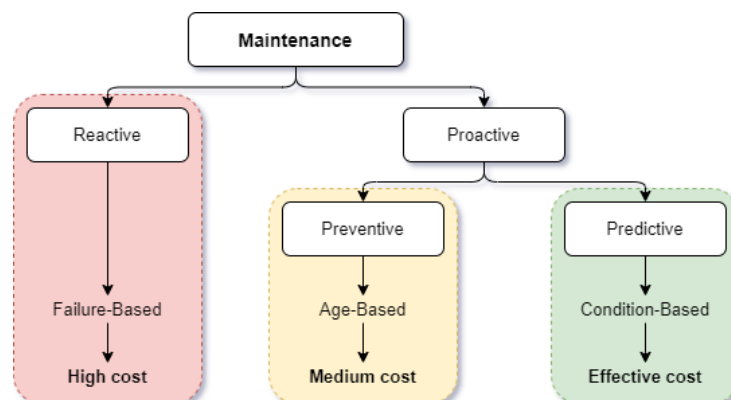 Maintenance
Reactive
Proactive
Preventive
Predictive
Failure-Based
Age-Based
Condition-Based
High cost
Medium cost
Effective cost